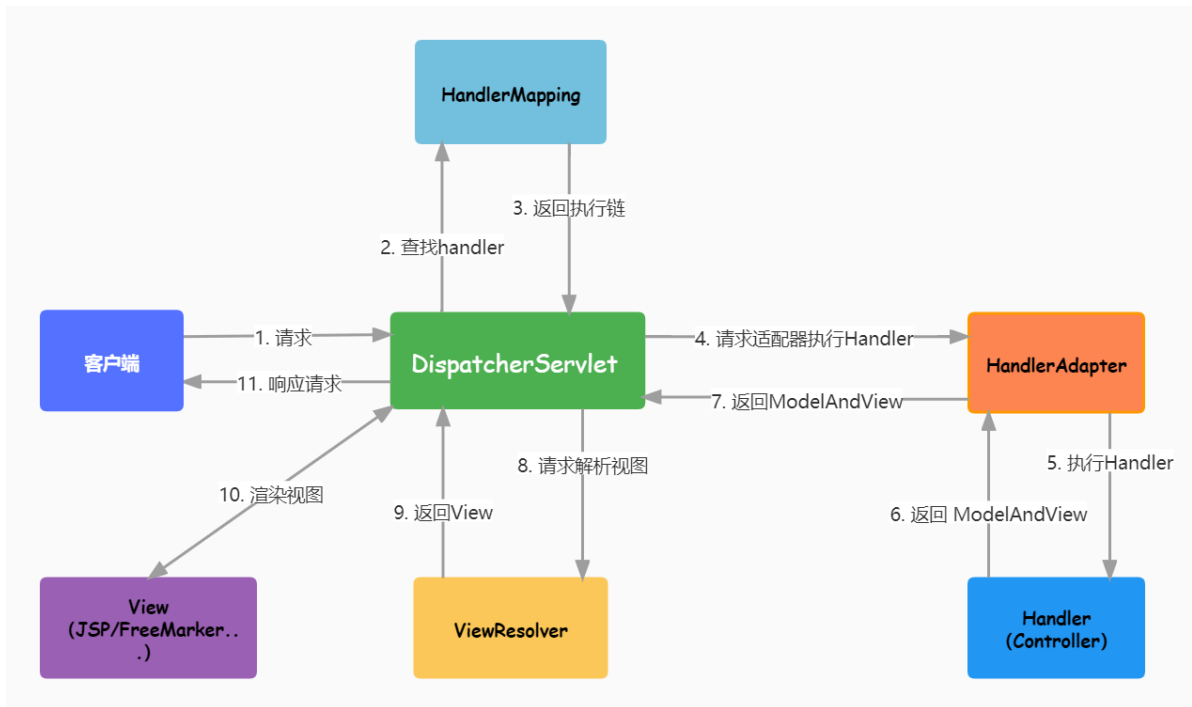 HandlerMapping
3. 返回执行链
2. 查找handler
客户端
1. 请求
11. 响应请求
DispatcherServlet
4. 请求适配器执行Handler
7. 返回ModelAndView
HandlerAdapter
8. 请求解析视图
5. 执行Handler
10. 渲染视图
9. 返回View
6. 返回 ModelAndView
View
(JSP/FreeMarker..
.)
ViewResolver
Handler
(Controller)